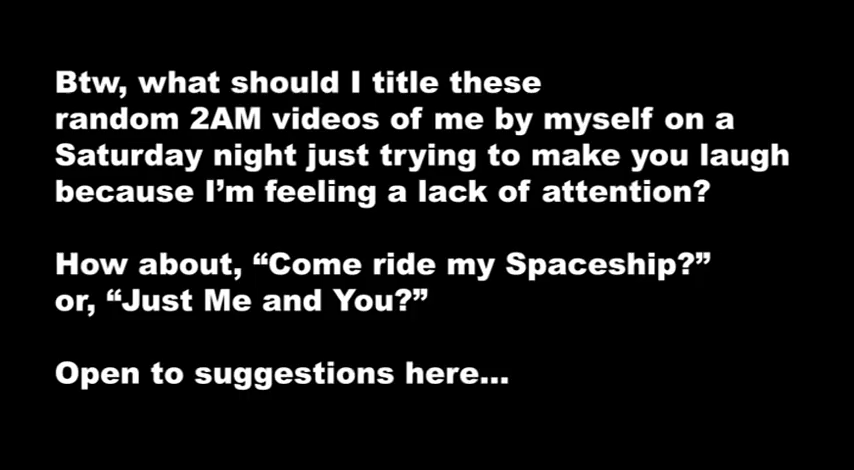 Btw, what should I title these
random 2AM videos of me by myself on a
Saturday night just trying to make you laugh
because I’m feeling a lack of attention?
How about, “Come ride my Spaceship?”
or, “Just Me and You?”
Open to suggestions here...